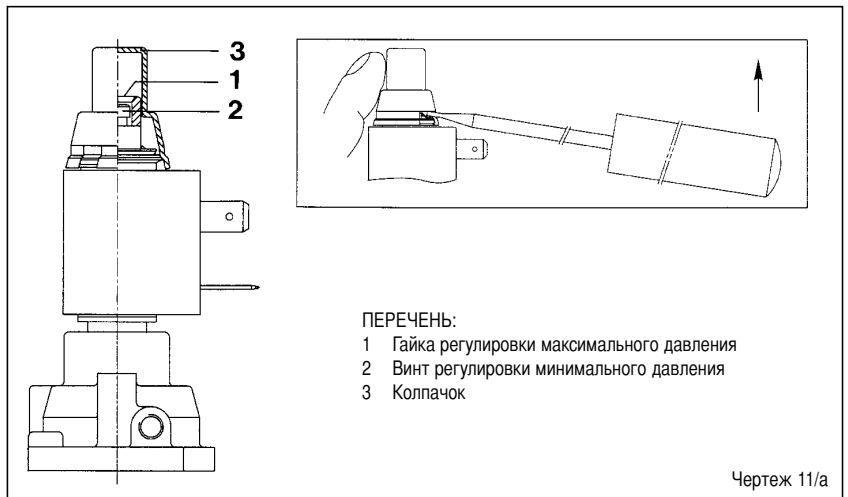 3
1
2
ПЕРЕЧЕНЬ:
1 Гайка регулировки максимального давления
2 Винт регулировки минимального давления
3 Колпачок
Чертеж 11/a